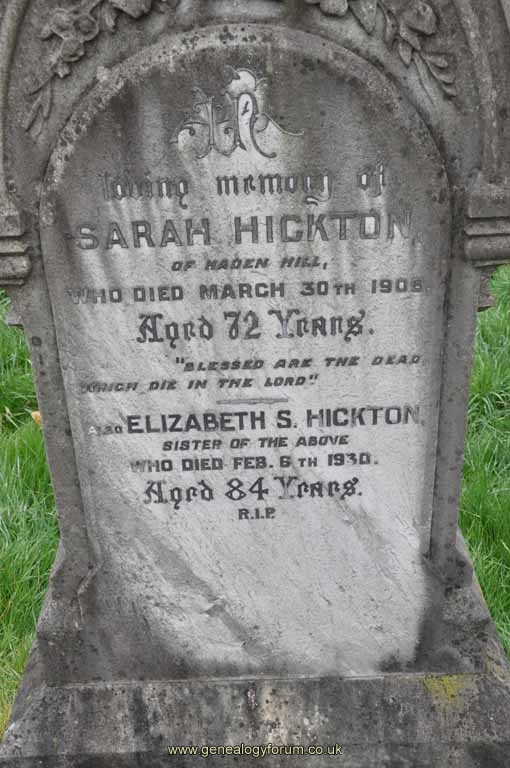 In
loving memory of
SARAH HICKTON,
OF HADEN HILL,
WHO DIED MARCH 30TH 1906.
Aged 72 Years.
"BLESSED ARE THE DEAD
WHICH DIE IN THE LORD"
ALSO ELIZABETH S. HICKTON,
SISTER OF THE ABOVE
WHO DIED FEB. 6TH 1930.
Aged 84 Years.
R.I.P.
www.genealogyforum.co.uk